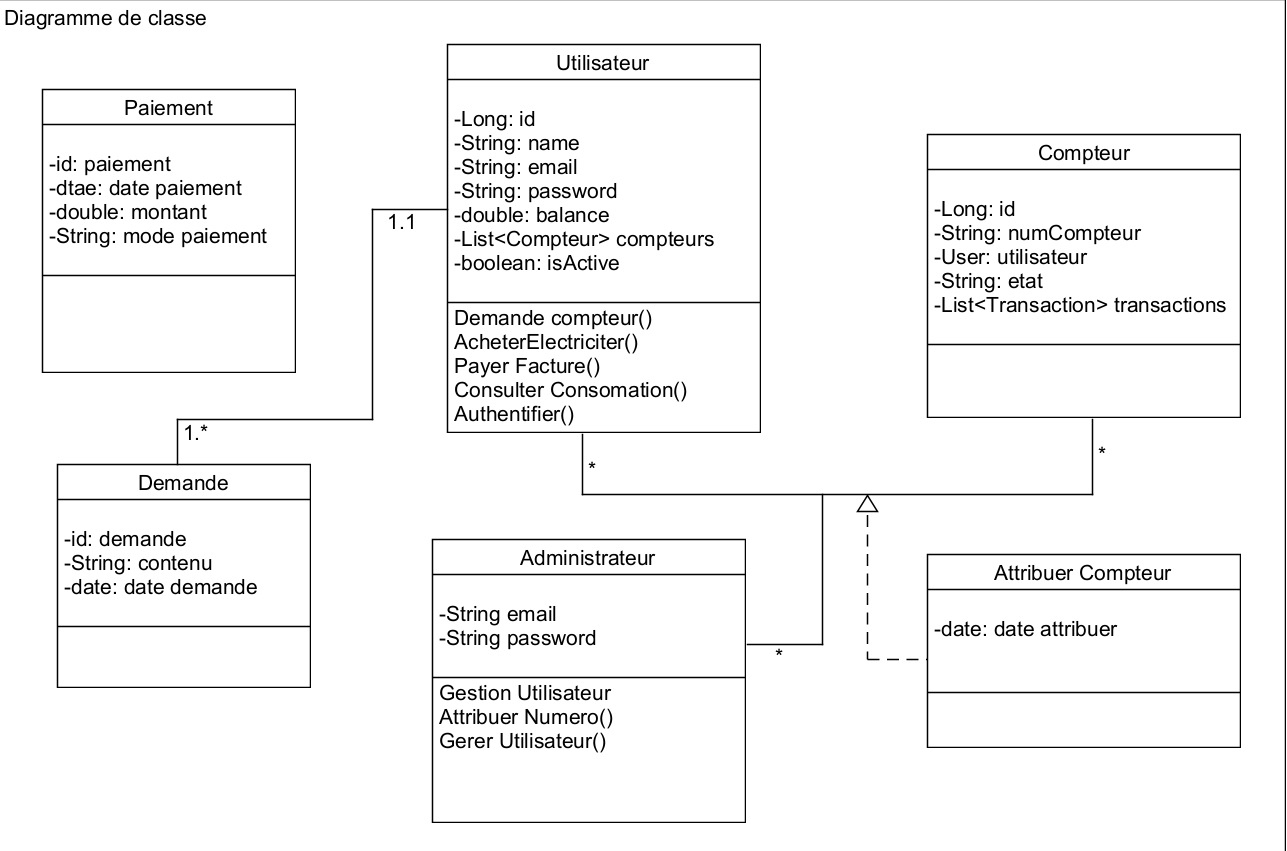 Diagramme de classe
Paiement
-id: paiement
-dtae: date paiement
-double: montant
-String: mode paiement
Utilisateur
-Long: id
-String: name
-String: email
-String: password
-double: balance
-List<Compteur> compteurs
-boolean: isActive
Demande compteur()
AcheterElectriciter()
Payer Facture()
Consulter Consomation()
Authentifier()
Compteur
-Long: id
-String: numCompteur
-User: utilisateur
-String: etat
-List<Transaction> transactions
1.1
1.*
*
*
Demande
-id: demande
-String: contenu
-date: date demande
Administrateur
-String email
-String password
Gestion Utilisateur
Attribuer Numero()
Gerer Utilisateur()
*
Attribuer Compteur
-date: date attribuer